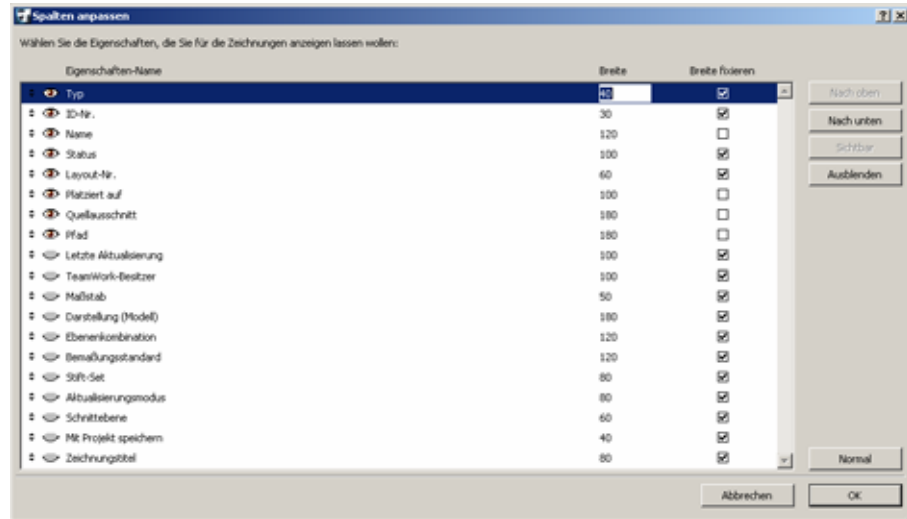 Spalten anpassen
Wählen Sie die Eigenschaften, die Sie für die Zeichnungen anzeigen lassen wollen:
Eigenschaften-Name Breite Breite fixieren
Typ 40 Nach oben
ID-Nr. 30 Nach unten
Name 120 Sichtbar
Status 100
Layout-Nr. 60 Ausblenden
Platziert auf 100
Quellausschnitt 180
Pfad 180
Letzte Aktualisierung 100
TeamWork-Besitzer 100
Maßstab 50
Darstellung (Modell) 180
Ebenenkombination 120
Bemaßungsstandard 120
Stift-Set 80
Aktualisierungsmodus 80
Schnittebene 60
Mit Projekt speichern 40
Zeichnungstitel 80 Normal
Abbrechen OK